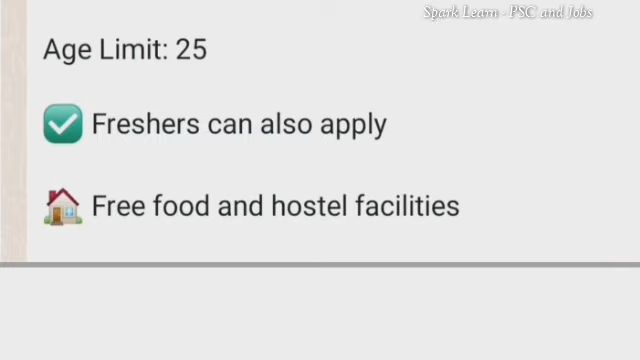 Spark Learn - PSC and Jobs
Age Limit: 25
✅ Freshers can also apply
🏠 Free food and hostel facilities